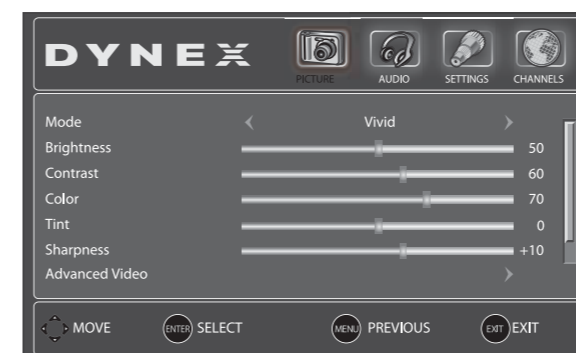 DYNEX
PICTURE AUDIO SETTINGS CHANNELS
Mode Vivid
Brightness 50
Contrast 60
Color 70
Tint 0
Sharpness +10
Advanced Video
MOVE ENTER SELECT MENU PREVIOUS EXIT EXIT